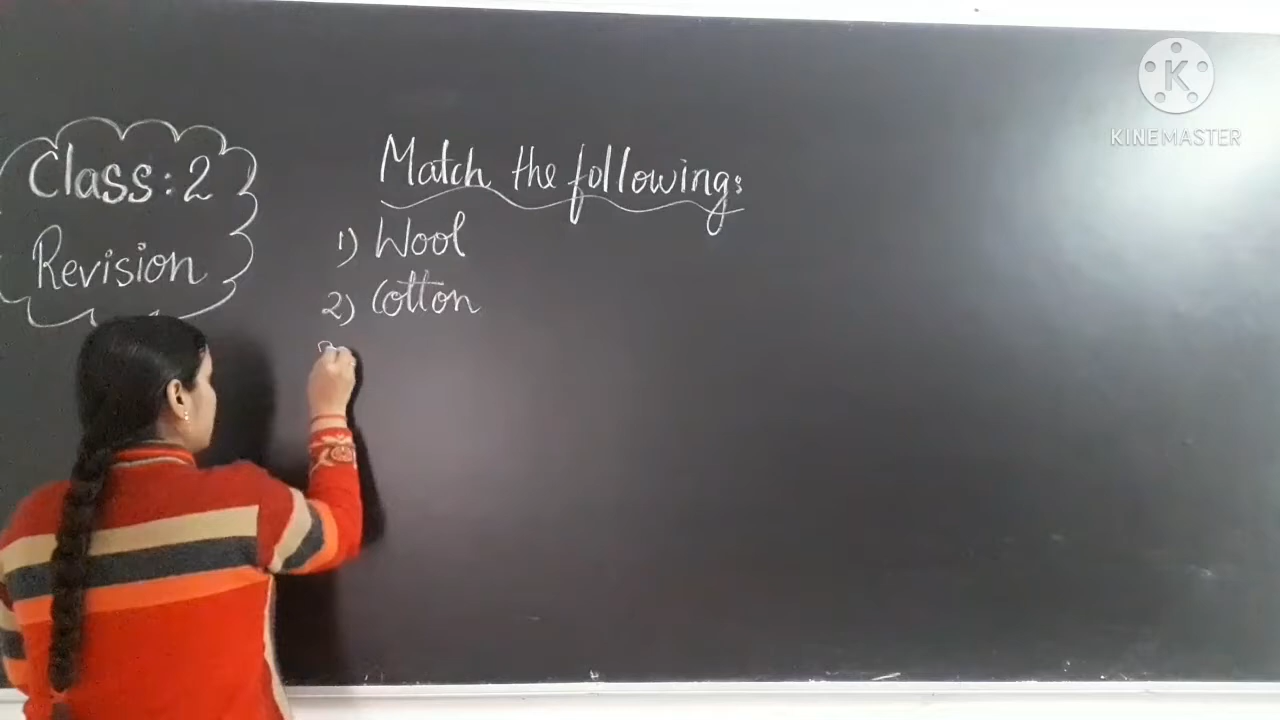 Class: 2
Revision
Match the following:
1) Wool
2) Cotton
K
KINEMASTER